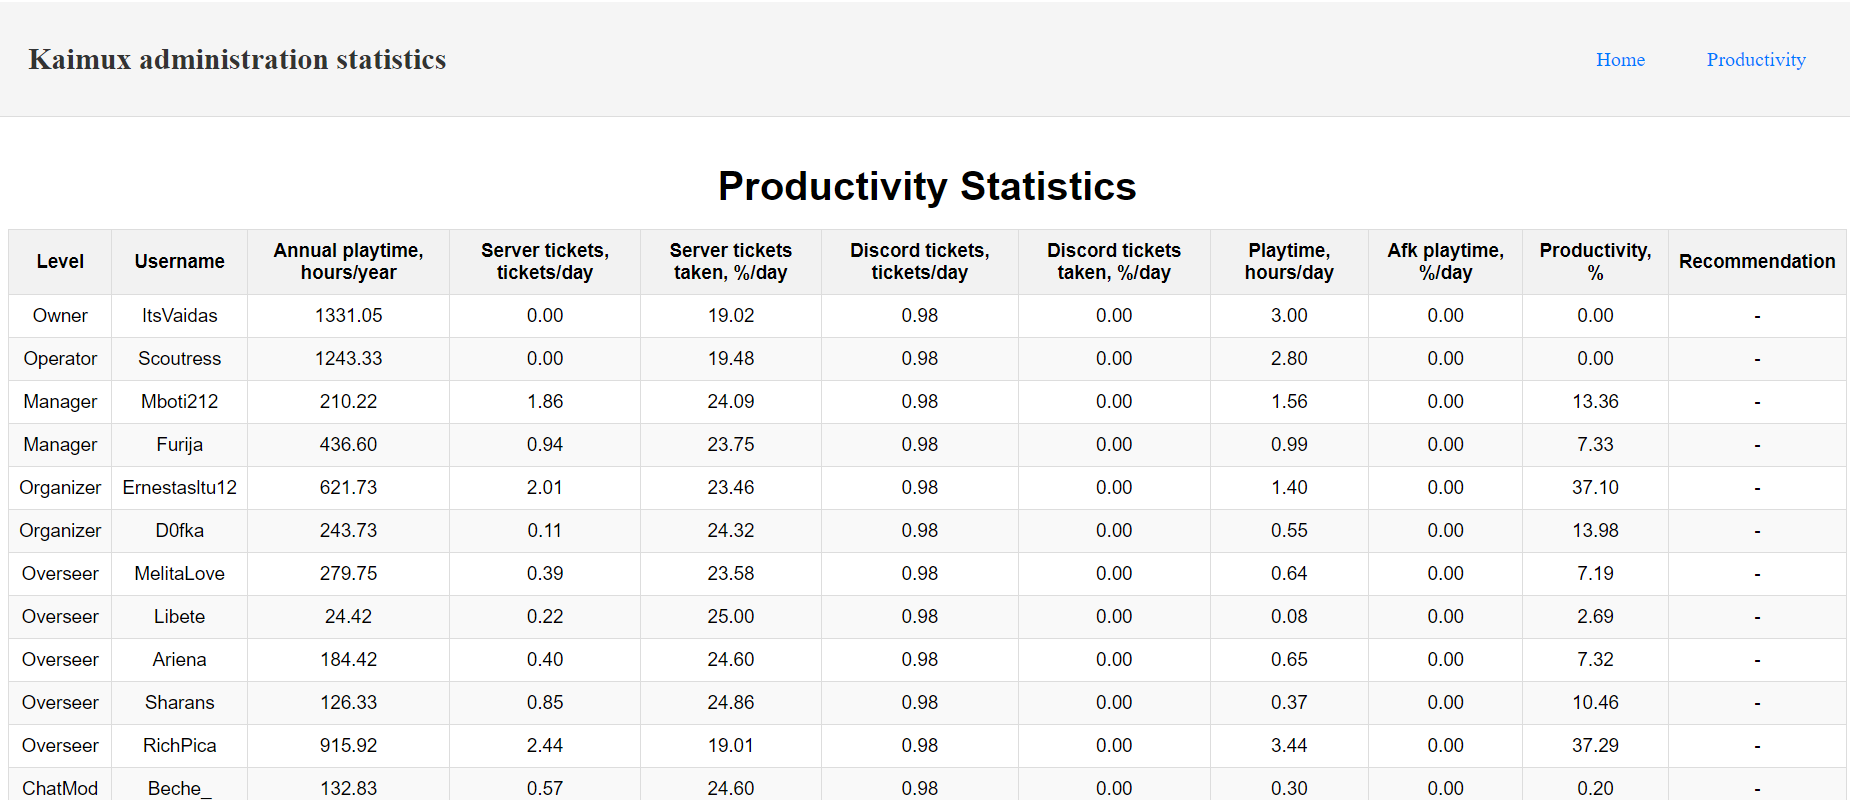 Kaimux administration statistics
Home
Productivity
Productivity Statistics
Level Username Annual playtime, hours/year Server tickets, tickets/day Server tickets taken, %/day Discord tickets, tickets/day Discord tickets taken, %/day Playtime, hours/day Afk playtime, %/day Productivity, % Recommendation
Owner ItsVaidas 1331.05 0.00 19.02 0.98 0.00 3.00 0.00 0.00 -
Operator Scoutress 1243.33 0.00 19.48 0.98 0.00 2.80 0.00 0.00 -
Manager Mboti212 210.22 1.86 24.09 0.98 0.00 1.56 0.00 13.36 -
Manager Furija 436.60 0.94 23.75 0.98 0.00 0.99 0.00 7.33 -
Organizer Ernestasltu12 621.73 2.01 23.46 0.98 0.00 1.40 0.00 37.10 -
Organizer D0fka 243.73 0.11 24.32 0.98 0.00 0.55 0.00 13.98 -
Overseer MelitaLove 279.75 0.39 23.58 0.98 0.00 0.64 0.00 7.19 -
Overseer Libete 24.42 0.22 25.00 0.98 0.00 0.08 0.00 2.69 -
Overseer Ariena 184.42 0.40 24.60 0.98 0.00 0.65 0.00 7.32 -
Overseer Sharans 126.33 0.85 24.86 0.98 0.00 0.37 0.00 10.46 -
Overseer RichPica 915.92 2.44 19.01 0.98 0.00 3.44 0.00 37.29 -
ChatMod Beche_ 132.83 0.57 24.60 0.98 0.00 0.30 0.00 0.20 -